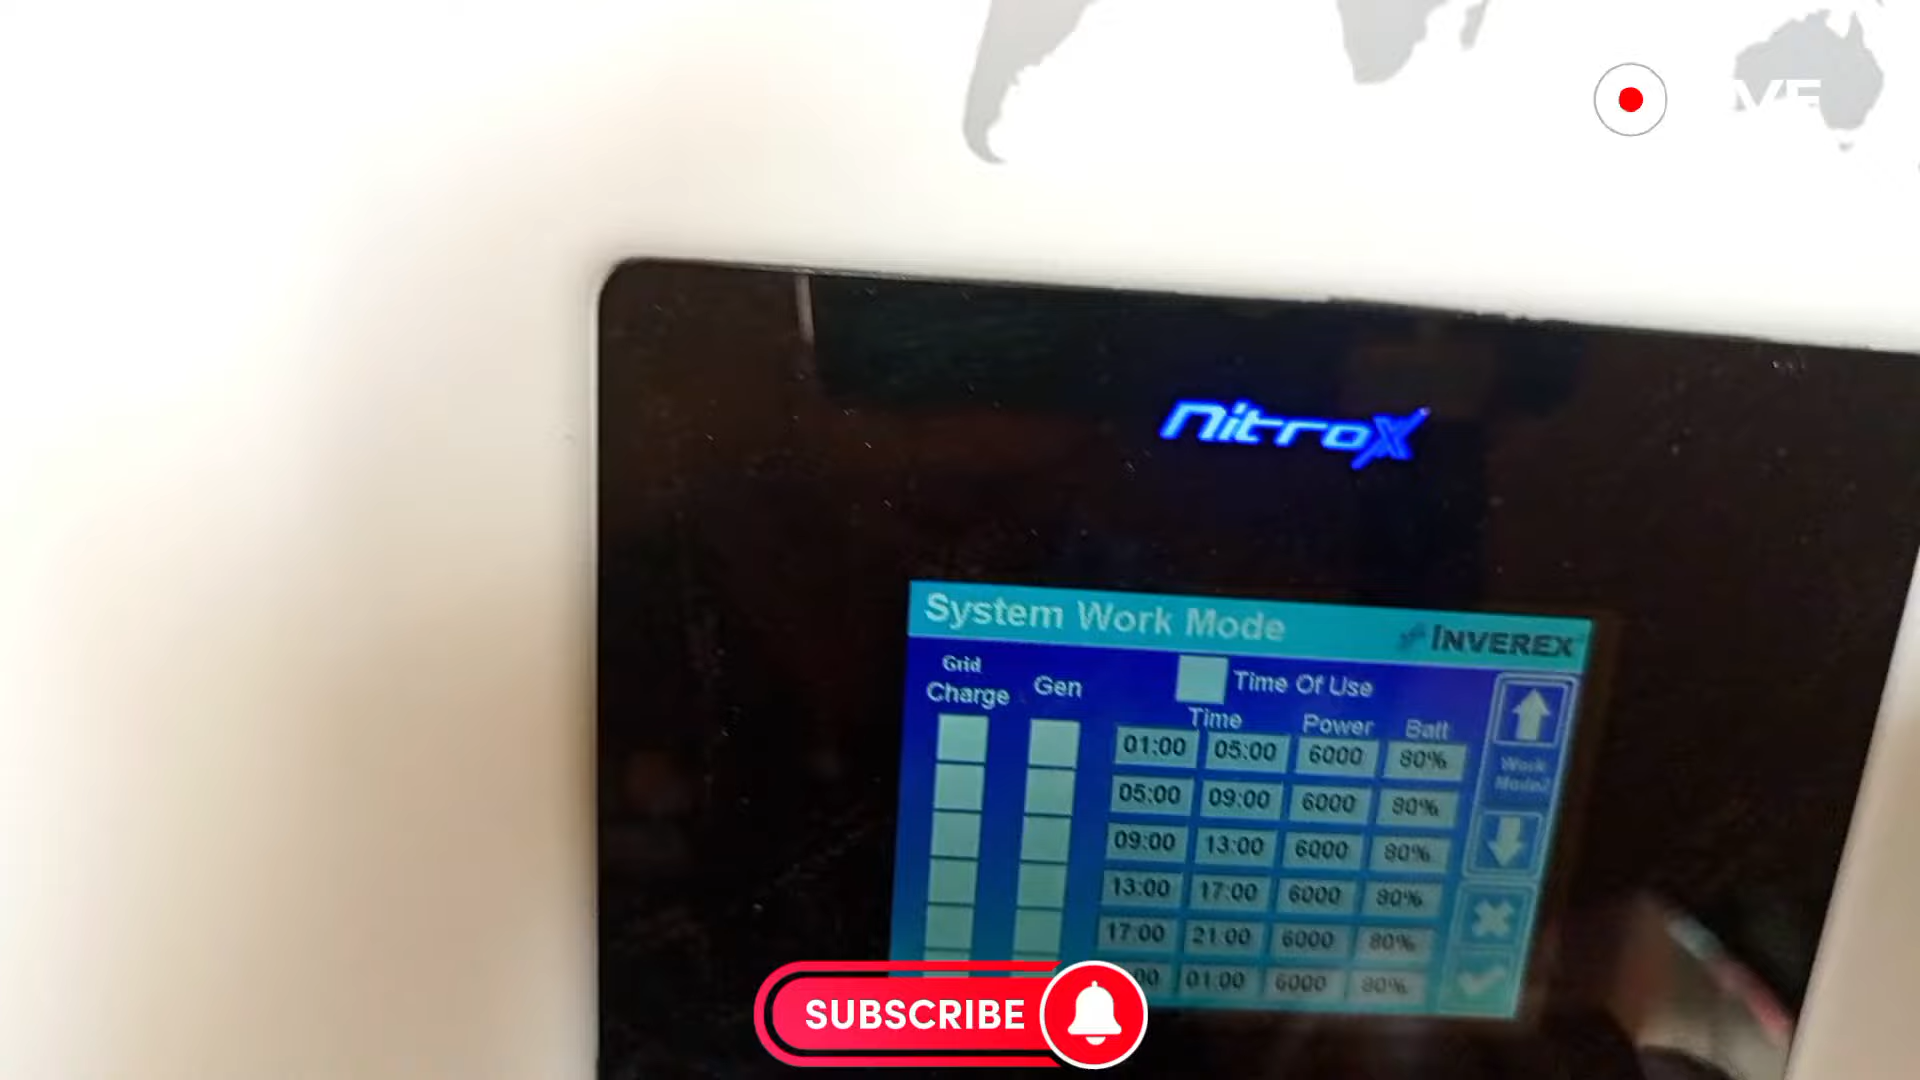 NitroX
System Work Mode
INVEREX
Grid
Charge
Gen
Time Of Use
Time Power Batt
01:00 05:00 6000 80%
05:00 09:00 6000 80%
09:00 13:00 6000 80%
13:00 17:00 6000 80%
17:00 21:00 6000 80%
:00 01:00 6000 80%
Work
SUBSCRIBE